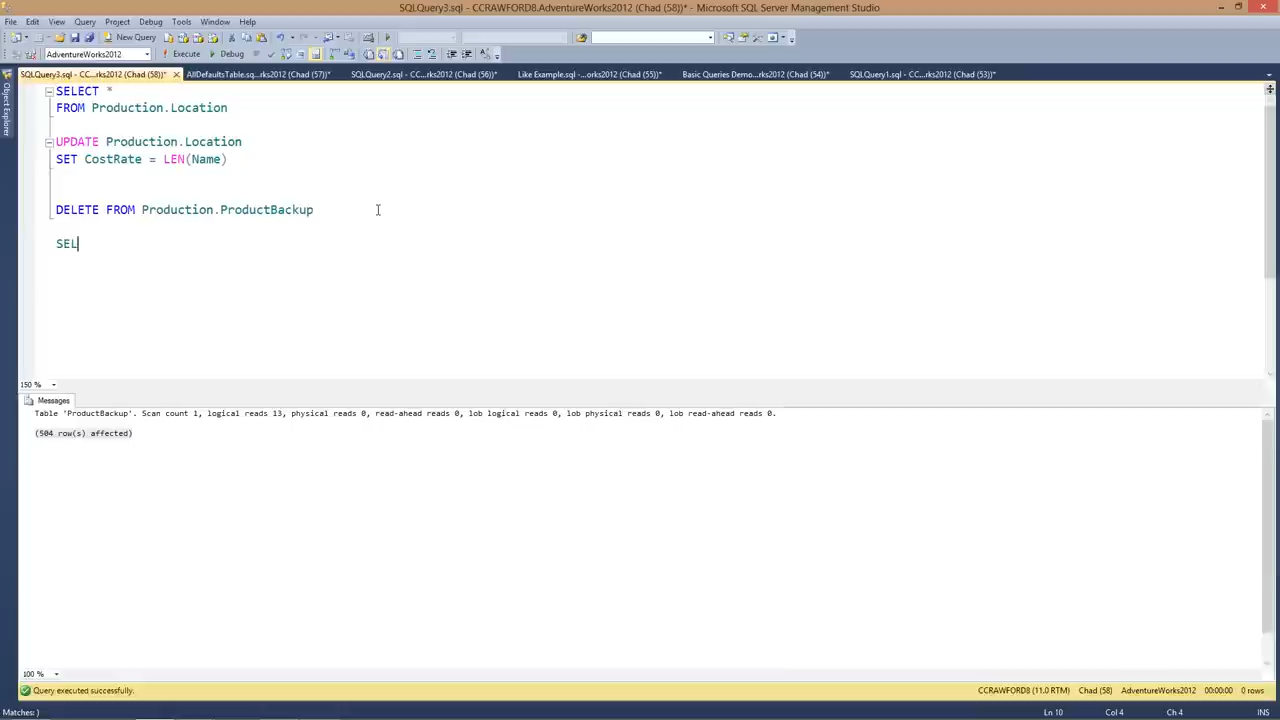 SQLQuery3.sql - CCRAWFORD8.AdventureWorks2012 (Chad (58))* - Microsoft SQL Server Management Studio
File Edit View Query Project Debug Tools Window Help
New Query
AdventureWorks2012 Execute Debug
SQLQuery3.sql - CC...rks2012 (Chad (58))* AllDefaultsTable.sq...rks2012 (Chad (57))* SQLQuery2.sql - CC...rks2012 (Chad (56))* Like Example.sql -...orks2012 (Chad (55))* Basic Queries Demo...rks2012 (Chad (54))* SQLQuery1.sql - CC...rks2012 (Chad (53))*
Object Explorer
SELECT *
FROM Production.Location
UPDATE Production.Location
SET CostRate = LEN(Name)
DELETE FROM Production.ProductBackup
SEL
150 %
Messages
Table 'ProductBackup'. Scan count 1, logical reads 13, physical reads 0, read-ahead reads 0, lob logical reads 0, lob physical reads 0, lob read-ahead reads 0.
(504 row(s) affected)
100 %
Query executed successfully. CCRAWFORD8 (11.0 RTM) Chad (58) AdventureWorks2012 00:00:00 0 rows
Matches: ) Ln 10 Col 4 Ch 4 INS